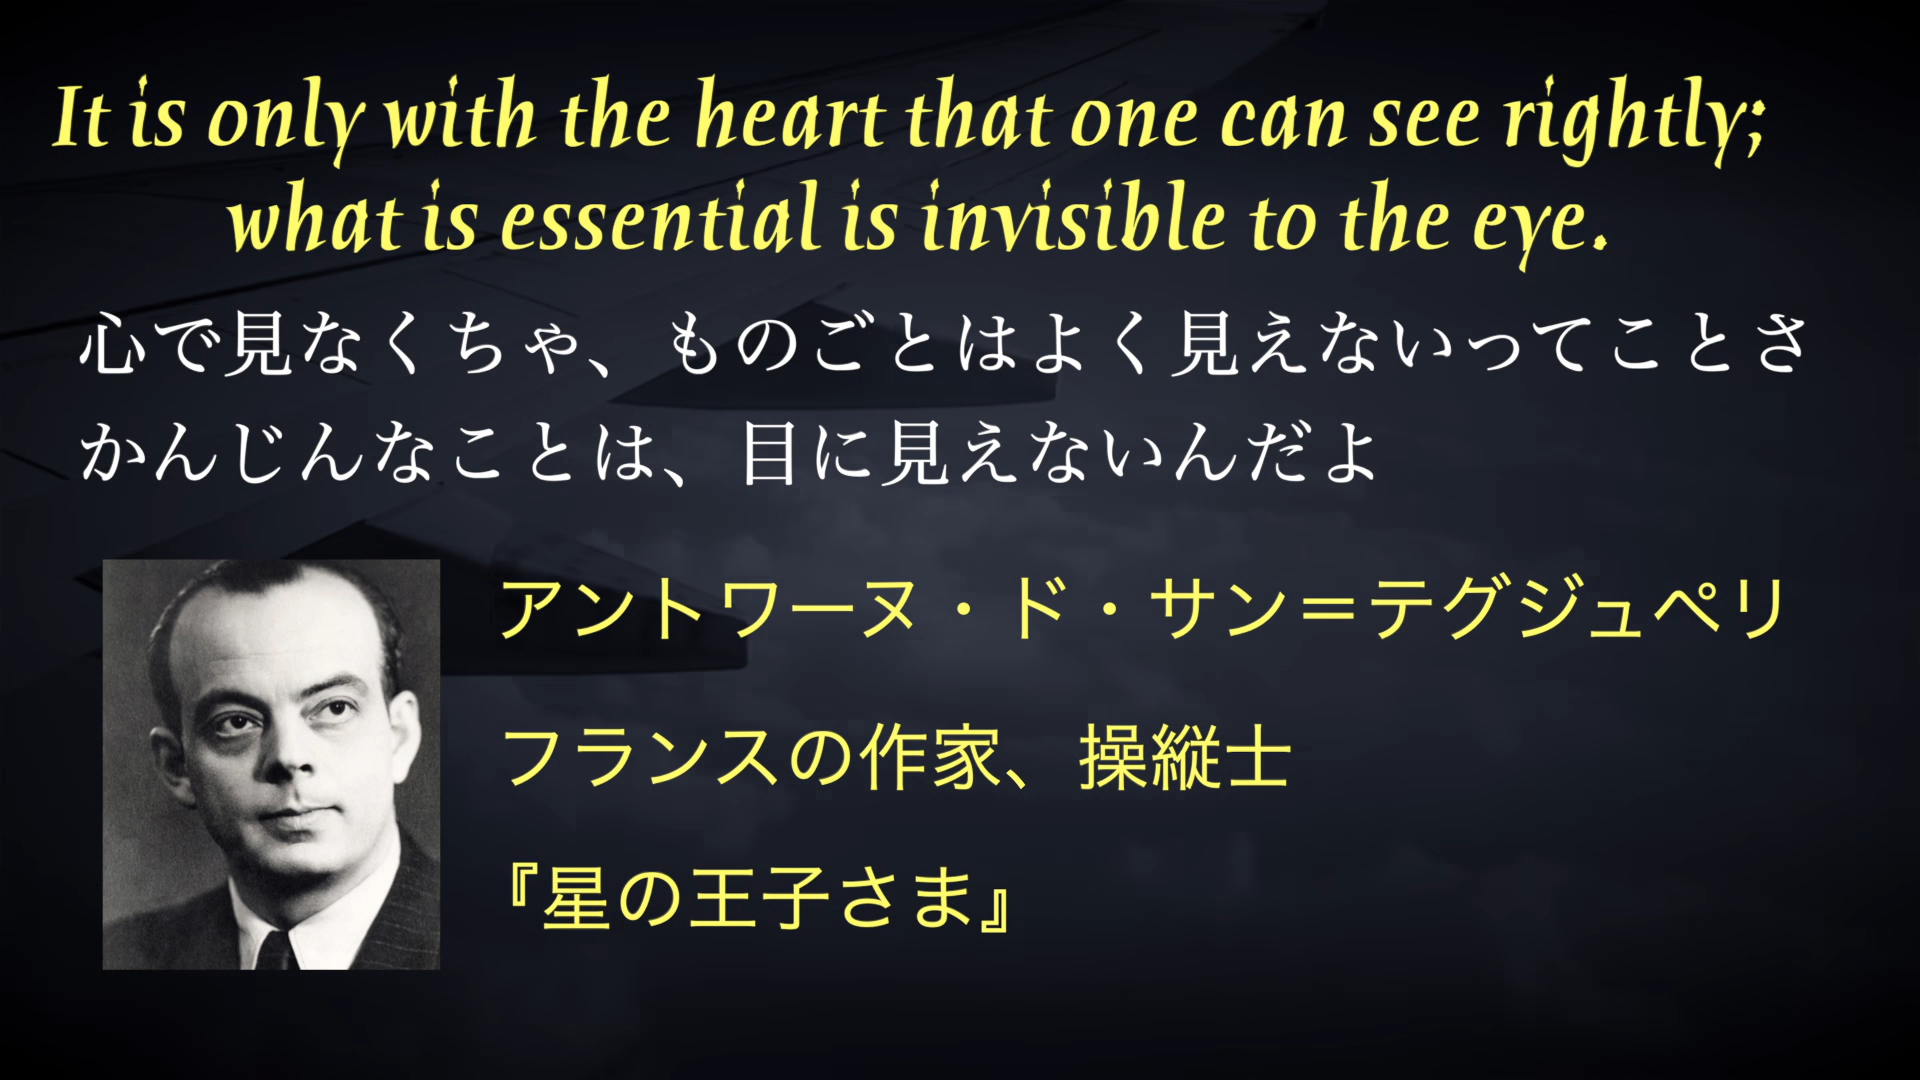 It is only with the heart that one can see rightly;
what is essential is invisible to the eye.
心で見なくちゃ、ものごとはよく見えないってことさ
かんじんなことは、目に見えないんだよ
アントワーヌ・ド・サン＝テグジュペリ
フランスの作家、操縦士
『星の王子さま』